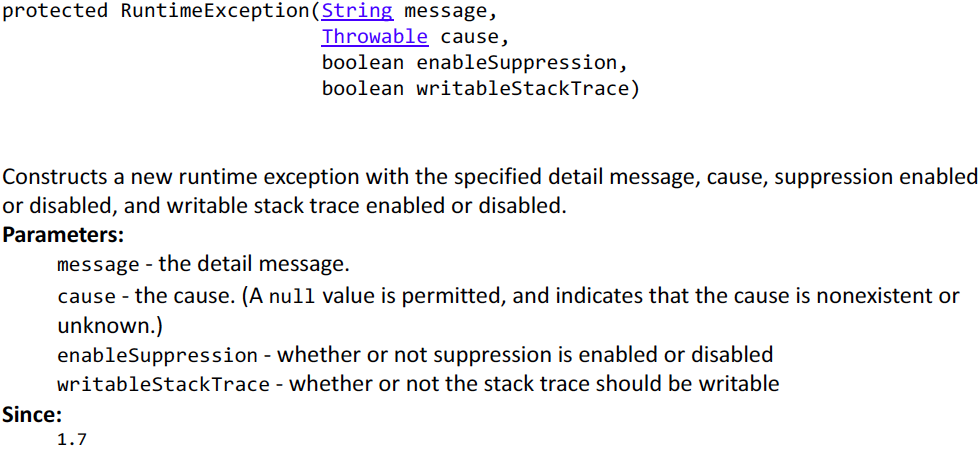 protected RuntimeException(String message,
Throwable cause,
boolean enableSuppression,
boolean writableStackTrace)
Constructs a new runtime exception with the specified detail message, cause, suppression enabled
or disabled, and writable stack trace enabled or disabled.
Parameters:
message - the detail message.
cause - the cause. (A null value is permitted, and indicates that the cause is nonexistent or
unknown.)
enableSuppression - whether or not suppression is enabled or disabled
writableStackTrace - whether or not the stack trace should be writable
Since:
1.7